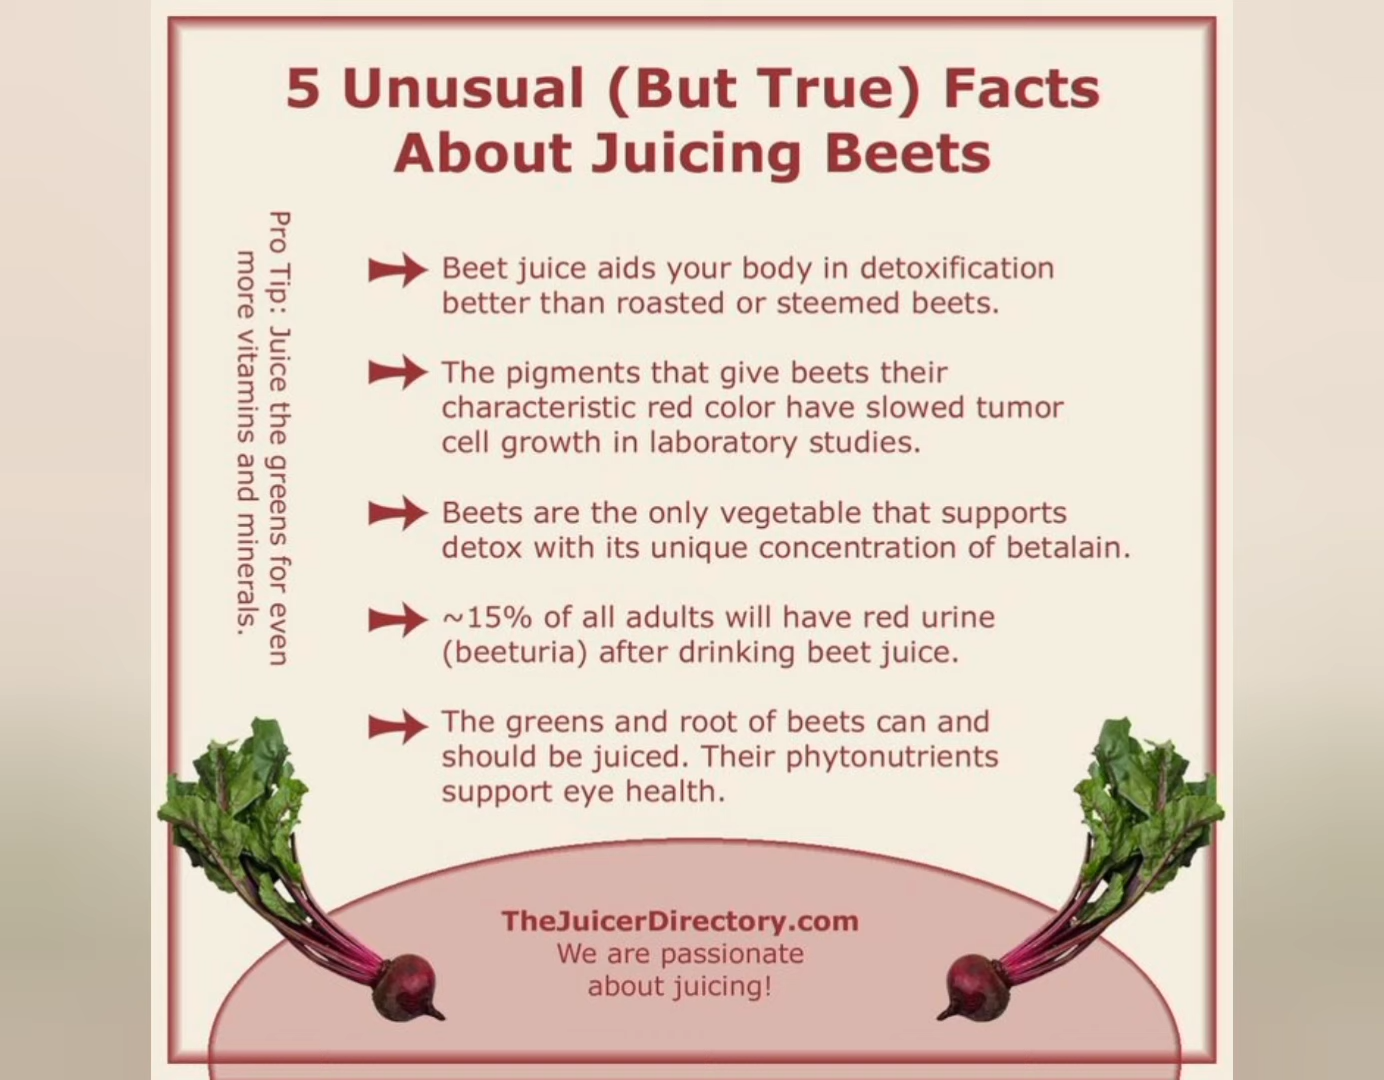 5 Unusual (But True) Facts
About Juicing Beets
Pro Tip: Juice the greens for even
more vitamins and minerals.
Beet juice aids your body in detoxification
better than roasted or steemed beets.
The pigments that give beets their
characteristic red color have slowed tumor
cell growth in laboratory studies.
Beets are the only vegetable that supports
detox with its unique concentration of betalain.
~15% of all adults will have red urine
(beeturia) after drinking beet juice.
The greens and root of beets can and
should be juiced. Their phytonutrients
support eye health.
TheJuicerDirectory.com
We are passionate
about juicing!